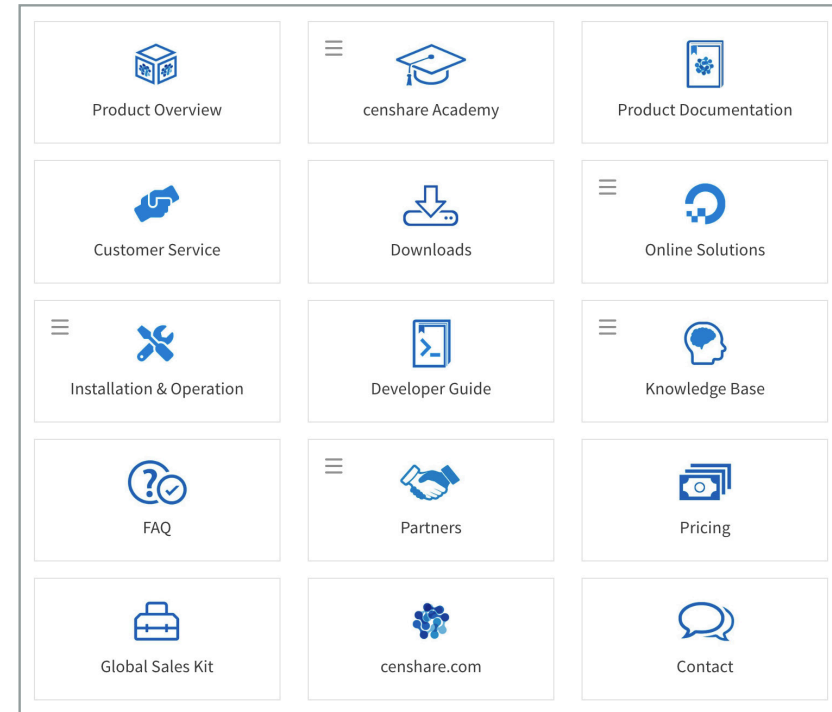 Product Overview
censhare Academy
Product Documentation
Customer Service
Downloads
Online Solutions
Installation & Operation
Developer Guide
Knowledge Base
FAQ
Partners
Pricing
Global Sales Kit
censhare.com
Contact